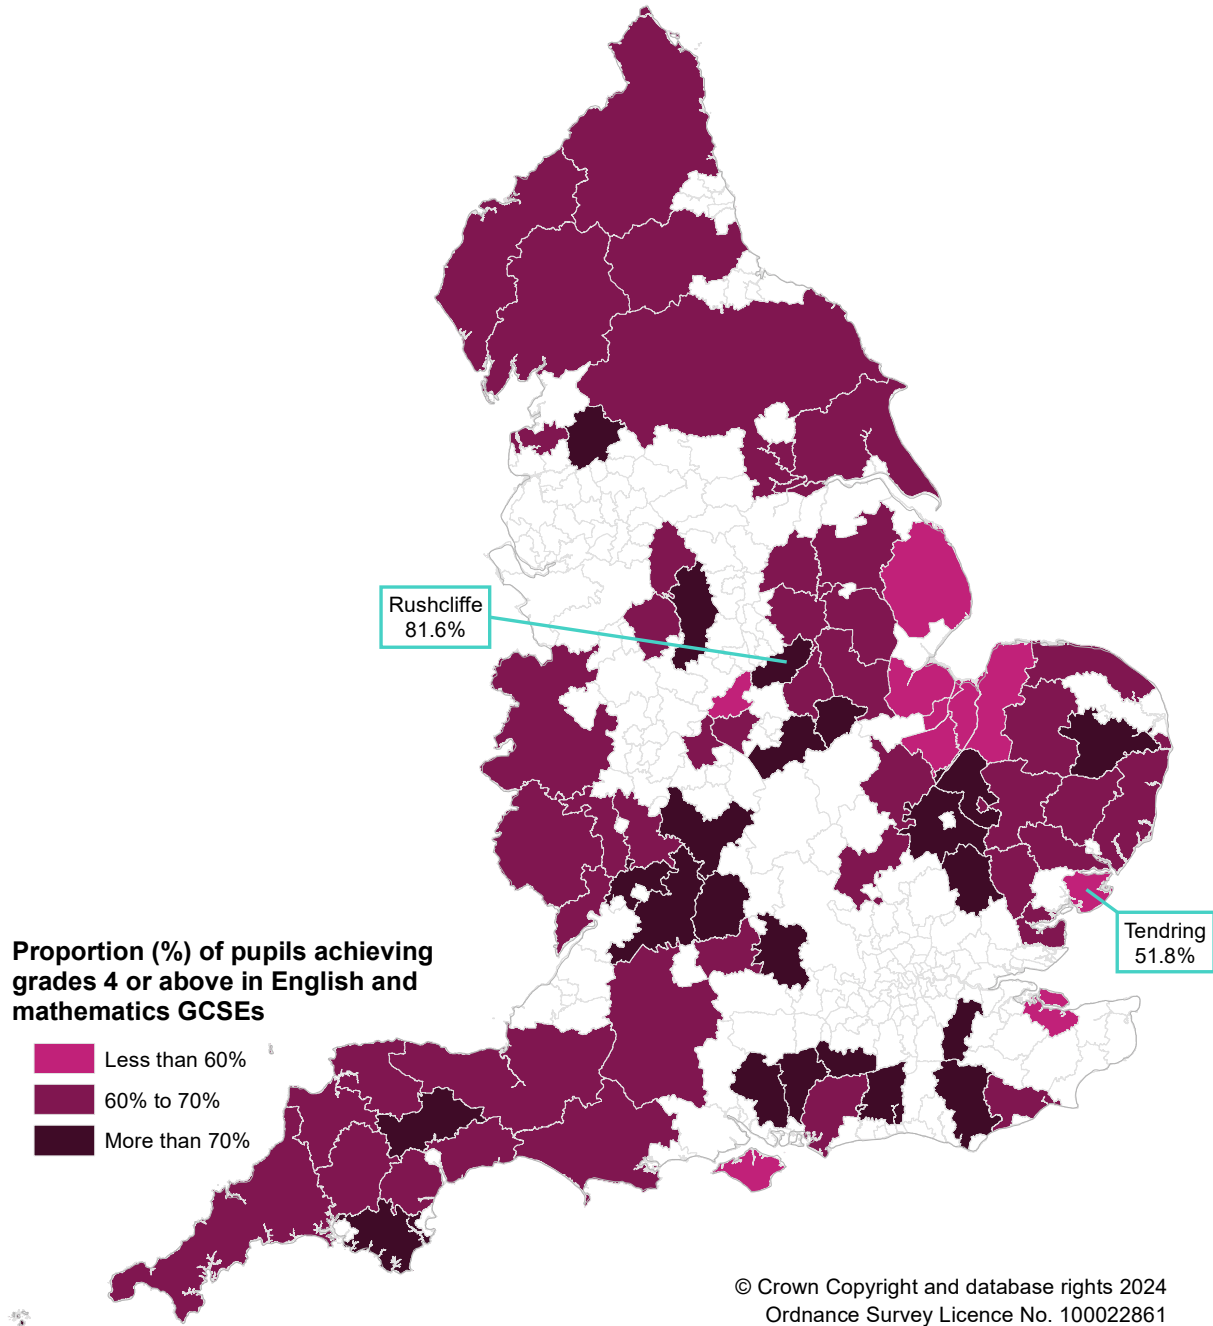 Rushcliffe
81.6%
Tendring
51.8%
Proportion (%) of pupils achieving
grades 4 or above in English and
mathematics GCSEs
Less than 60%
60% to 70%
More than 70%
© Crown Copyright and database rights 2024
Ordnance Survey Licence No. 100022861